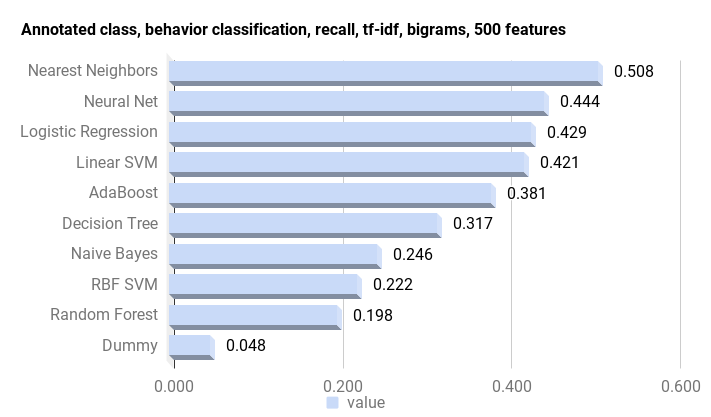 Annotated class, behavior classification, recall, tf-idf, bigrams, 500 features
Nearest Neighbors 0.508
Neural Net 0.444
Logistic Regression 0.429
Linear SVM 0.421
AdaBoost 0.381
Decision Tree 0.317
Naive Bayes 0.246
RBF SVM 0.222
Random Forest 0.198
Dummy 0.048
0.000 0.200 0.400 0.600
value